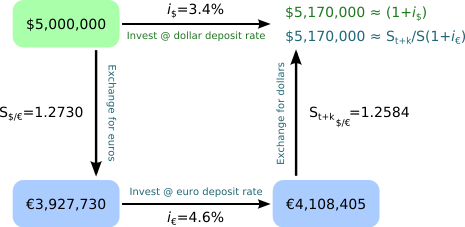 i$=3.4%
$5,000,000
Invest @ dollar deposit rate
$5,170,000 ≈ (1+i$)
$5,170,000 ≈ St+k/S(1+i€)
S$/€=1.2730
Exchange for euros
Exchange for dollars
St+k $/€=1.2584
€3,927,730
Invest @ euro deposit rate
i€=4.6%
€4,108,405